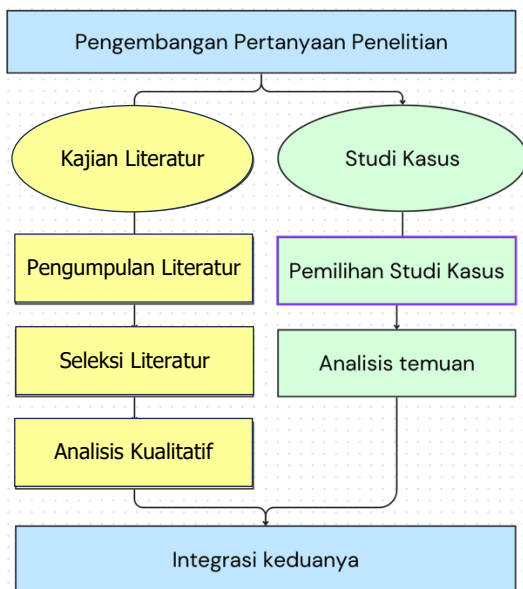 Pengembangan Pertanyaan Penelitian
Kajian Literatur
Studi Kasus
Pengumpulan Literatur
Pemilihan Studi Kasus
Seleksi Literatur
Analisis temuan
Analisis Kualitatif
Integrasi keduanya